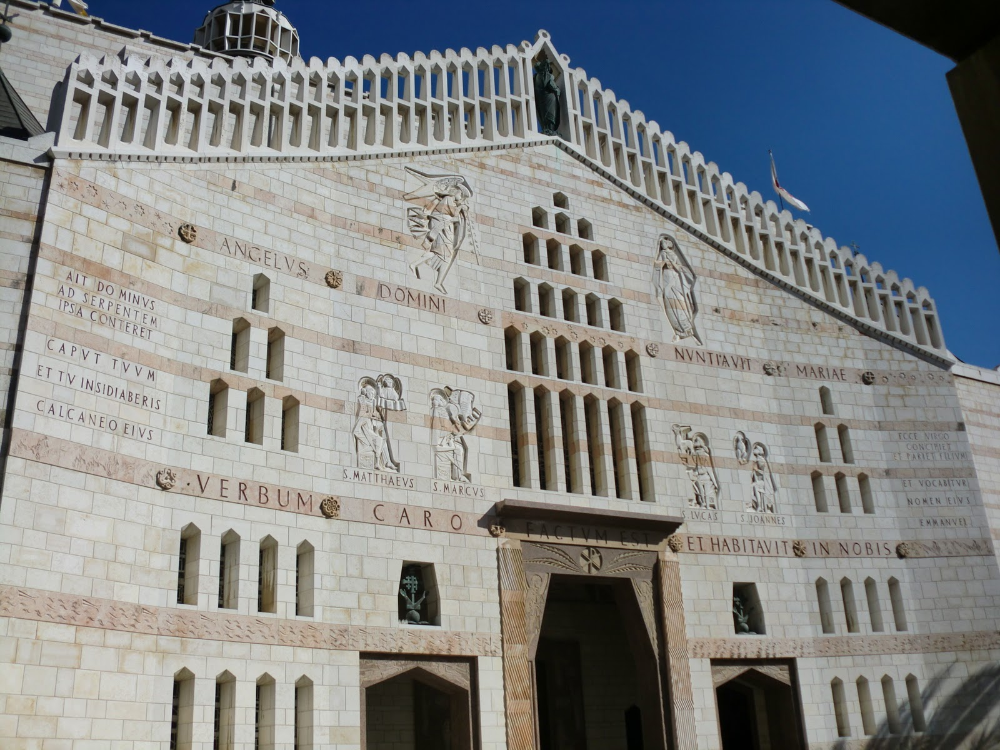 ANGELVS DOMINI NVNTIAVIT MARIAE
AIT DOMINVS
AD SERPENTEM
IPSA CONTERET
CAPVT TVVM
ET TV INSIDIABERIS
CALCANEO EIVS
S. MATTHAEVS
S. MARCVS
S LVCAS
S. IOANNES
ECCE VIRGO
CONCIPIET
ET PARIET FILIVM
ET VOCABITVR
NOMEN EIVS
EMMANVEL
VERBUM CARO FACTVM EST ET HABITAVIT IN NOBIS